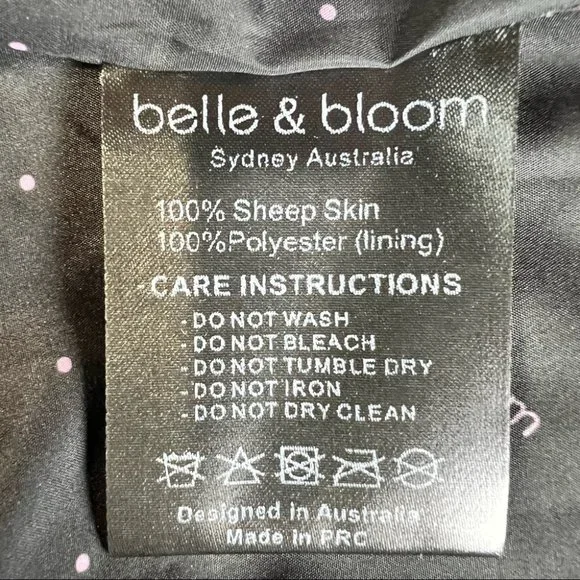 belle & bloom
Sydney Australia
100% Sheep Skin
100%Polyester (lining)
-CARE INSTRUCTIONS
-DO NOT WASH
-DO NOT BLEACH
-DO NOT TUMBLE DRY
-DO NOT IRON
-DO NOT DRY CLEAN
Designed in Australia
Made in PRC